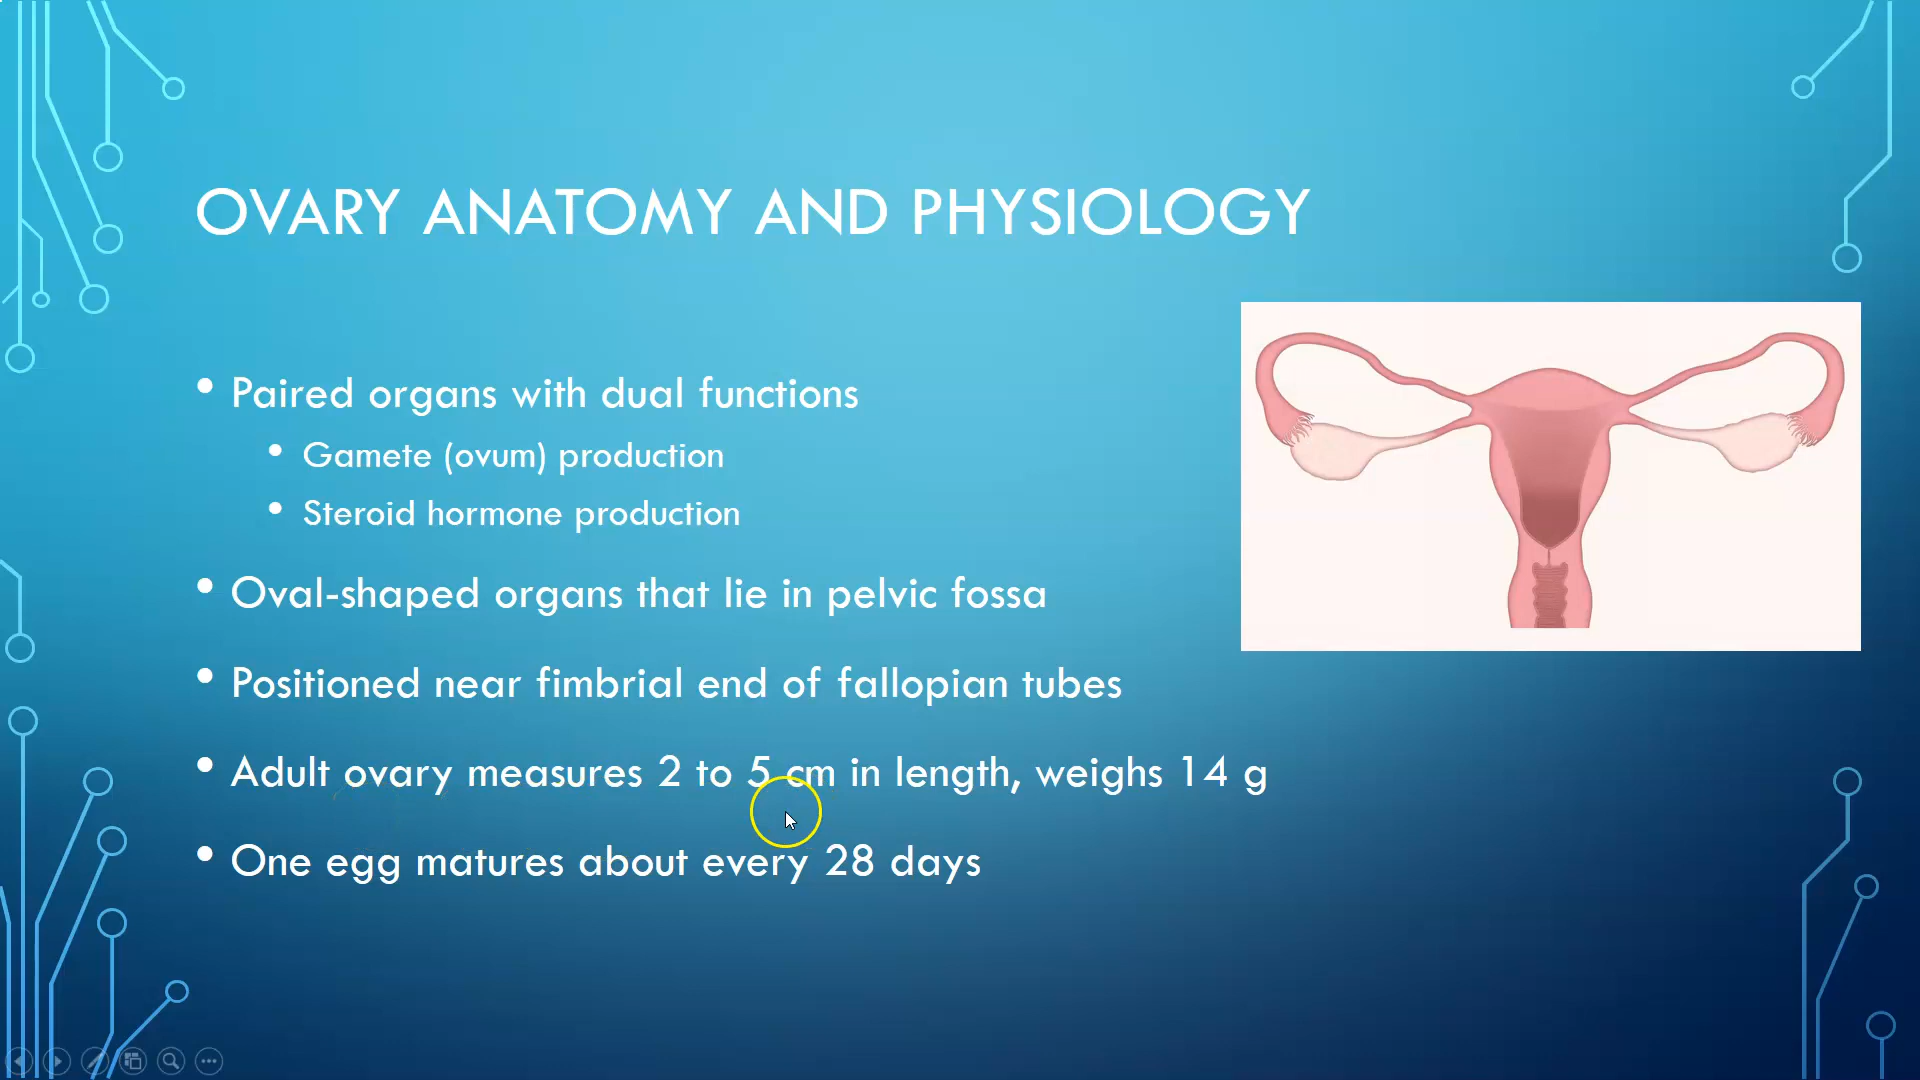 OVARY ANATOMY AND PHYSIOLOGY
• Paired organs with dual functions
• Gamete (ovum) production
• Steroid hormone production
• Oval-shaped organs that lie in pelvic fossa
• Positioned near fimbrial end of fallopian tubes
• Adult ovary measures 2 to 5 cm in length, weighs 14 g
• One egg matures about every 28 days